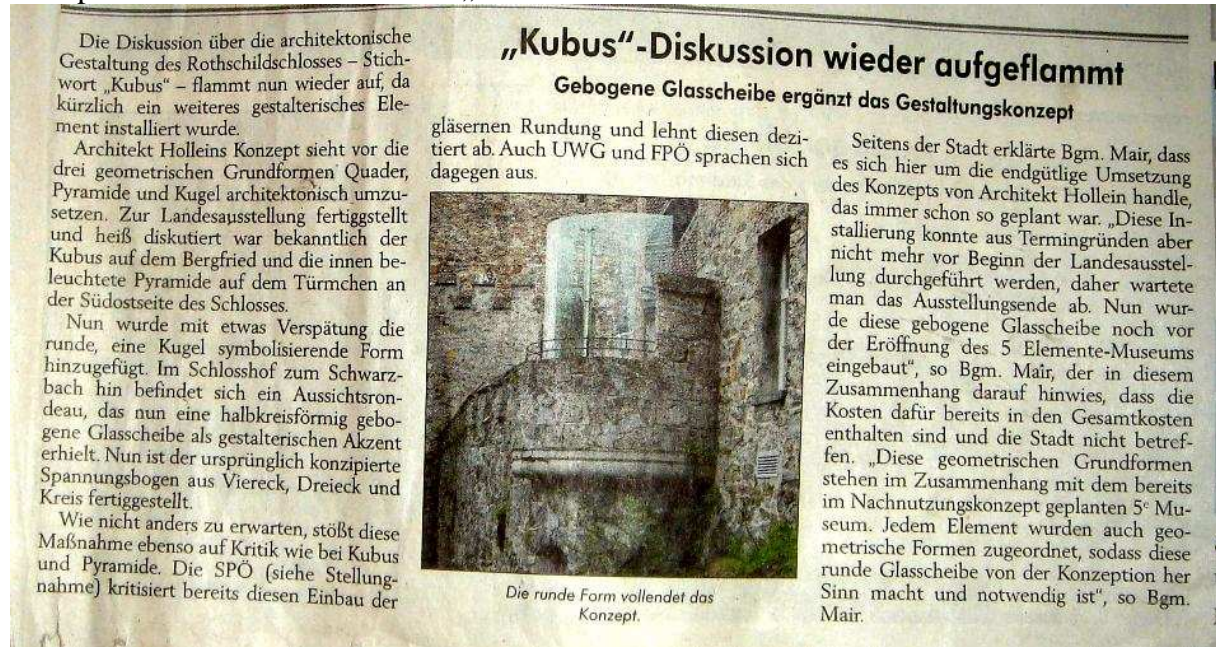 „Kubus“-Diskussion wieder aufgeflammt
Gebogene Glasscheibe ergänzt das Gestaltungskonzept
Die Diskussion über die architektonische
Gestaltung des Rothschildschlosses – Stich-
wort „Kubus“ – flammt nun wieder auf, da
kürzlich ein weiteres gestalterisches Ele-
ment installiert wurde.
Architekt Holleins Konzept sieht vor die
drei geometrischen Grundformen Quader,
Pyramide und Kugel architektonisch umzu-
setzen. Zur Landesausstellung fertiggstellt
und heiß diskutiert war bekanntlich der
Kubus auf dem Bergfried und die innen be-
leuchtete Pyramide auf dem Türmchen an
der Südostseite des Schlosses.
Nun wurde mit etwas Verspätung die
runde, eine Kugel symbolisierende Form
hinzugefügt. Im Schlosshof zum Schwarz-
bach hin befindet sich ein Aussichtsron-
deau, das nun eine halbkreisförmig gebo-
gene Glasscheibe als gestalterischen Akzent
erhielt. Nun ist der ursprünglich konzipierte
Spannungsbogen aus Viereck, Dreieck und
Kreis fertiggestellt.
Wie nicht anders zu erwarten, stößt diese
Maßnahme ebenso auf Kritik wie bei Kubus
und Pyramide. Die SPÖ (siehe Stellung-
nahme) kritisiert bereits diesen Einbau der
gläsernen Rundung und lehnt diesen dezi-
tiert ab. Auch UWG und FPÖ sprachen sich
dagegen aus.
Die runde Form vollendet das
Konzept.
Seitens der Stadt erklärte Bgm. Mair, dass
es sich hier um die endgütlige Umsetzung
des Konzepts von Architekt Hollein handle,
das immer schon so geplant war. „Diese In-
stallierung konnte aus Termingründen aber
nicht mehr vor Beginn der Landesausstel-
lung durchgeführt werden, daher wartete
man das Ausstellungsende ab. Nun wur-
de diese gebogene Glasscheibe noch vor
der Eröffnung des 5 Elemente-Museums
eingebaut“, so Bgm. Mair, der in diesem
Zusammenhang darauf hinwies, dass die
Kosten dafür bereits in den Gesamtkosten
enthalten sind und die Stadt nicht betref-
fen. „Diese geometrischen Grundformen
stehen im Zusammenhang mit dem bereits
im Nachnutzungskonzept geplanten 5e Mu-
seum. Jedem Element wurden auch geo-
metrische Formen zugeordnet, sodass diese
runde Glasscheibe von der Konzeption her
Sinn macht und notwendig ist“, so Bgm.
Mair.